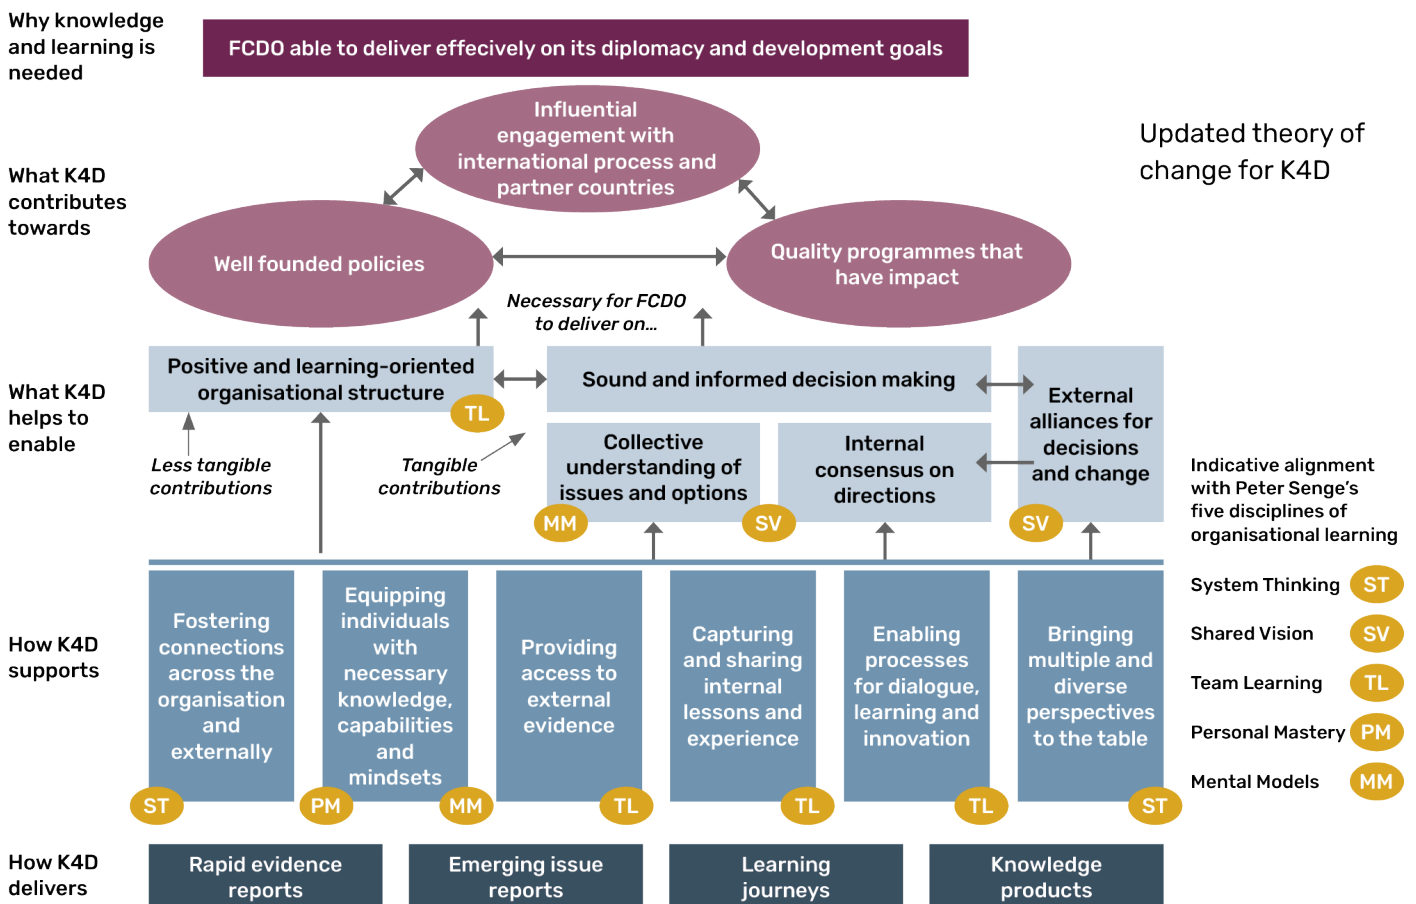 Why knowledge
and learning is
needed
FCDO able to deliver effecively on its diplomacy and development goals
Updated theory of
change for K4D
What K4D
contributes
towards
Influential
engagement with
international process and
partner countries
Well founded policies
Quality programmes that
have impact
Necessary for FCDO
to deliver on...
What K4D
helps to
enable
Positive and learning-oriented
organisational structure
TL
Sound and informed decision making
External
alliances for
decisions
and change
SV
Less tangible
contributions
Tangible
contributions
Collective
understanding of
issues and options
MM
SV
Internal
consensus on
directions
Indicative alignment
with Peter Senge's
five disciplines of
organisational learning
System Thinking ST
Shared Vision SV
Team Learning TL
Personal Mastery PM
Mental Models MM
How K4D
supports
Fostering
connections
across the
organisation
and
externally
ST
Equipping
individuals
with
necessary
knowledge,
capabilities
and
mindsets
PM
MM
Providing
access to
external
evidence
TL
Capturing
and sharing
internal
lessons and
experience
TL
Enabling
processes
for dialogue,
learning and
innovation
TL
Bringing
multiple and
diverse
perspectives
to the table
ST
How K4D
delivers
Rapid evidence
reports
Emerging issue
reports
Learning
journeys
Knowledge
products